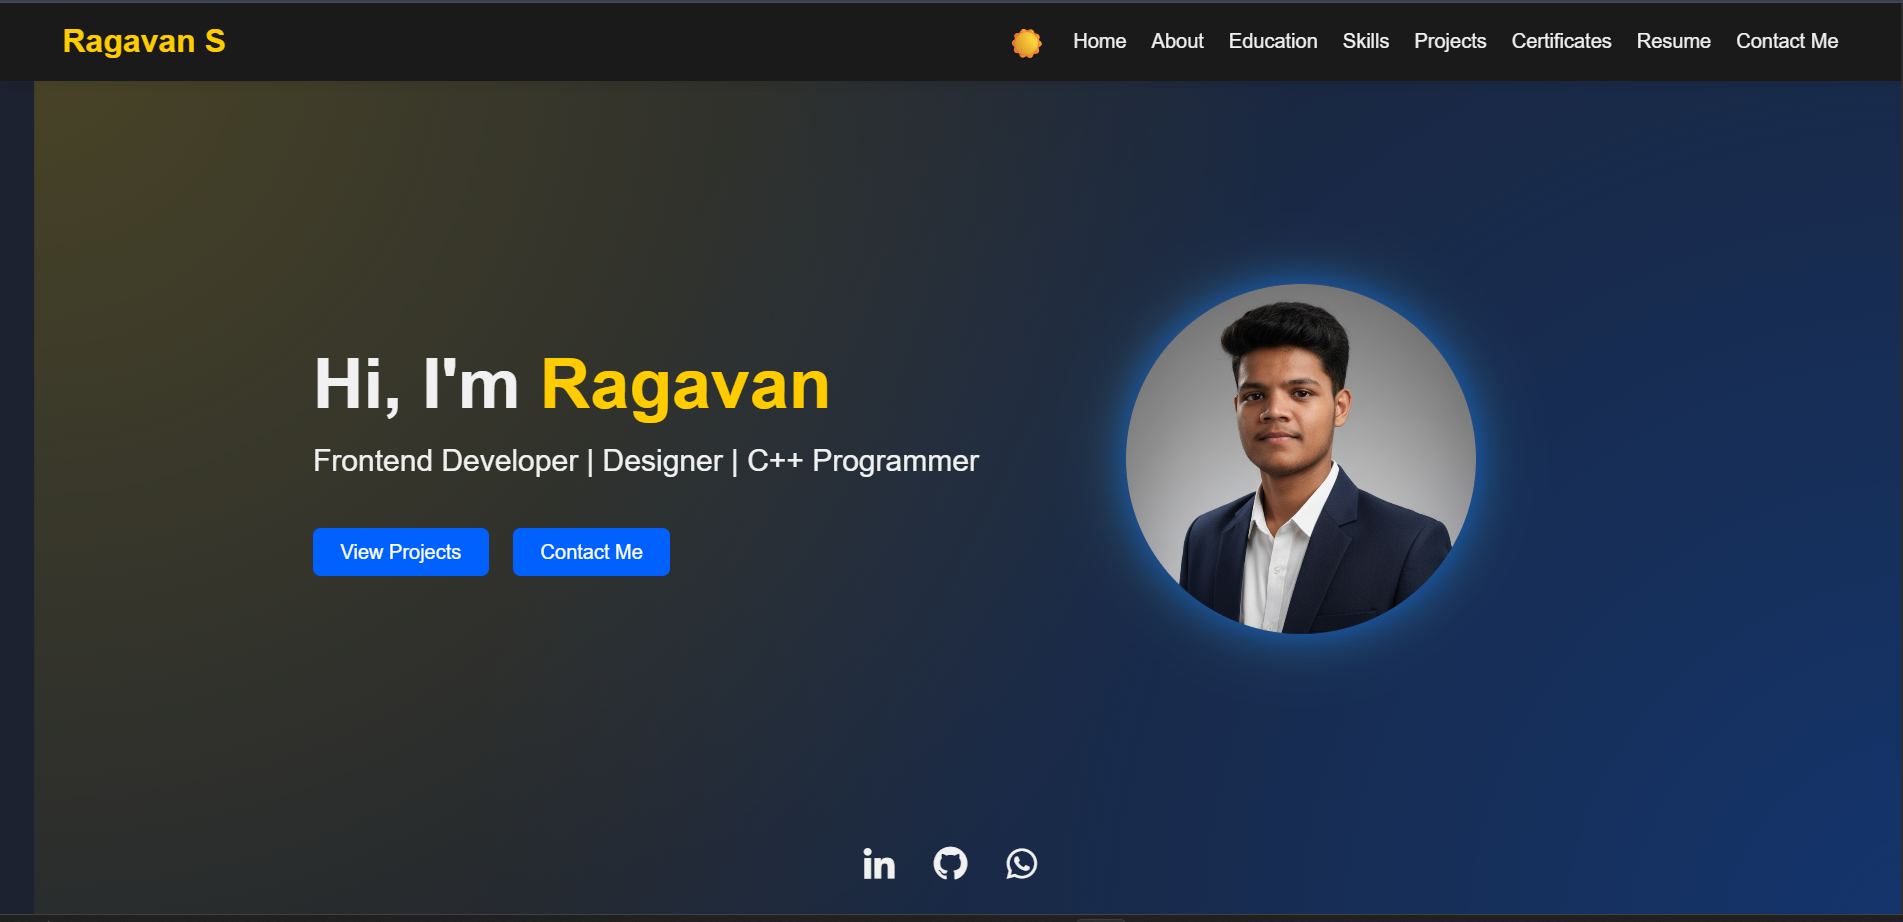 Ragavan S
Home About Education Skills Projects Certificates Resume Contact Me
Hi, I'm Ragavan
Frontend Developer | Designer | C++ Programmer
View Projects Contact Me
in